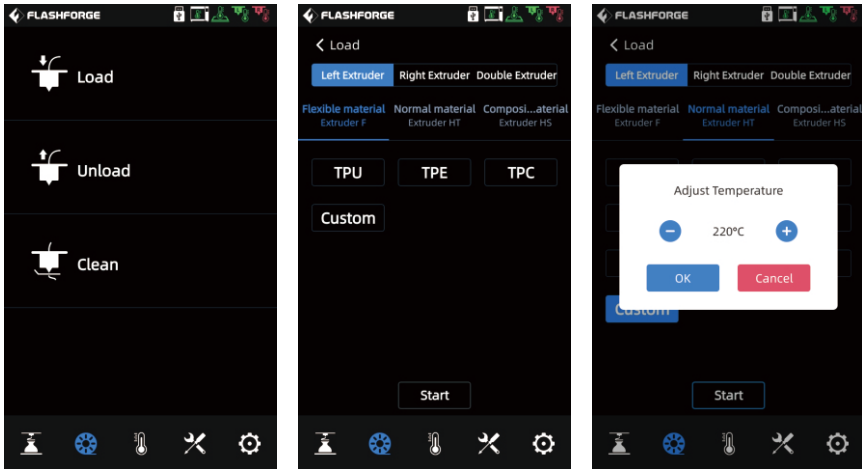 FLASHFORGE
Load
Unload
Clean
FLASHFORGE
Load
Left Extruder Right Extruder Double Extruder
Flexible material Normal material Composi...aterial
Extruder F Extruder HT Extruder HS
TPU TPE TPC
Custom
Start
FLASHFORGE
Load
Left Extruder Right Extruder Double Extruder
Flexible material Normal material Composi...aterial
Extruder F Extruder HT Extruder HS
Adjust Temperature
220°C
OK Cancel
Custom
Start